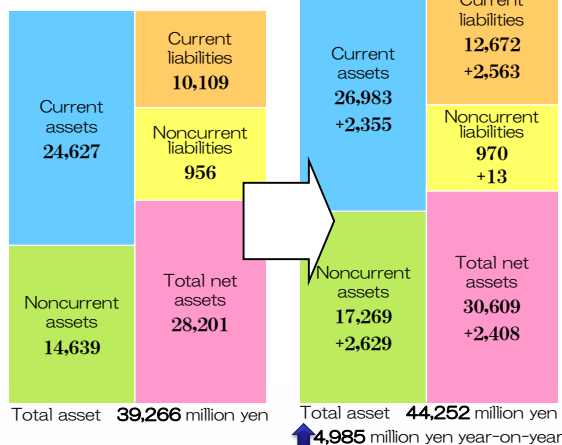 Current
assets
24,627
Noncurrent
assets
14,639
Current
liabilities
10,109
Noncurrent
liabilities
956
Total net
assets
28,201
Total asset 39,266 million yen
Current
assets
26,983
+2,355
Noncurrent
assets
17,269
+2,629
Current
liabilities
12,672
+2,563
Noncurrent
liabilities
970
+13
Total net
assets
30,609
+2,408
Total asset 44,252 million yen
4,985 million yen year-on-year